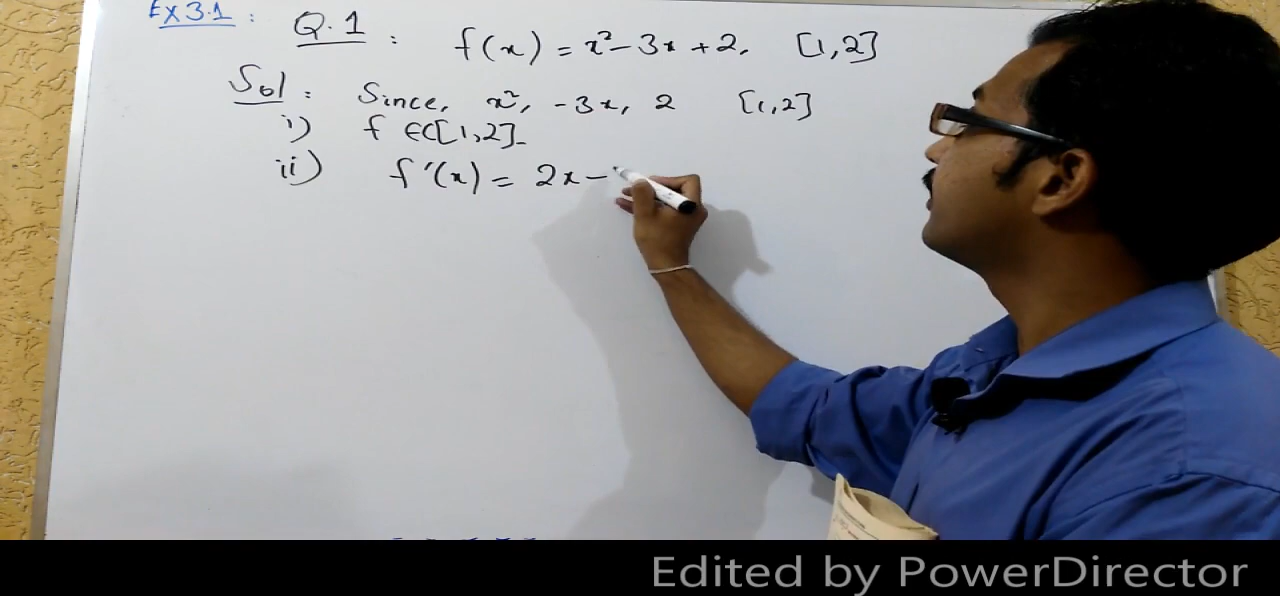 Ex 3.1 : Q.1 : f(x) = x² - 3x + 2, [1,2]
Sol : Since, x², -3x, 2 [1,2]
i) f ∈ C[1,2]
ii) f'(x) = 2x -
Edited by PowerDirector